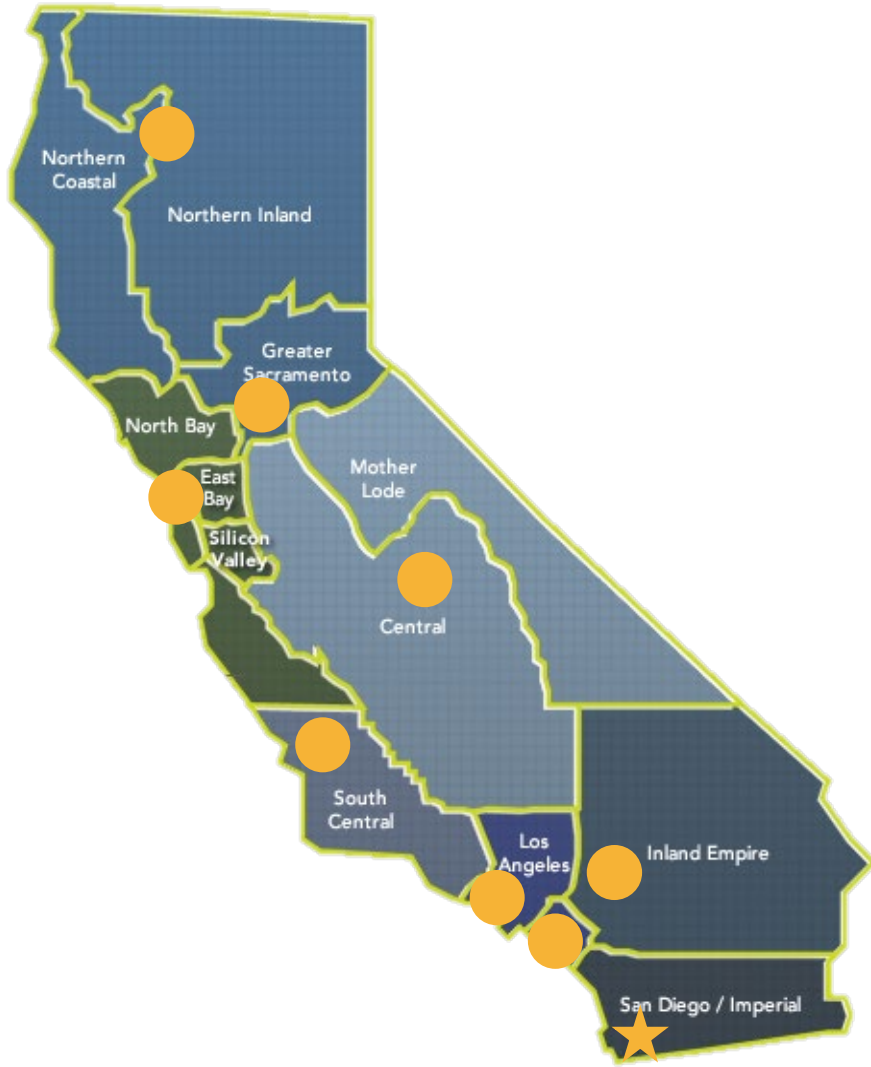 Northern
Coastal
Northern Inland
Greater
Sacramento
North Bay
East
Bay
Mother
Lode
Silicon
Valley
Central
South
Central
Los
Angeles
Inland Empire
San Diego / Imperial